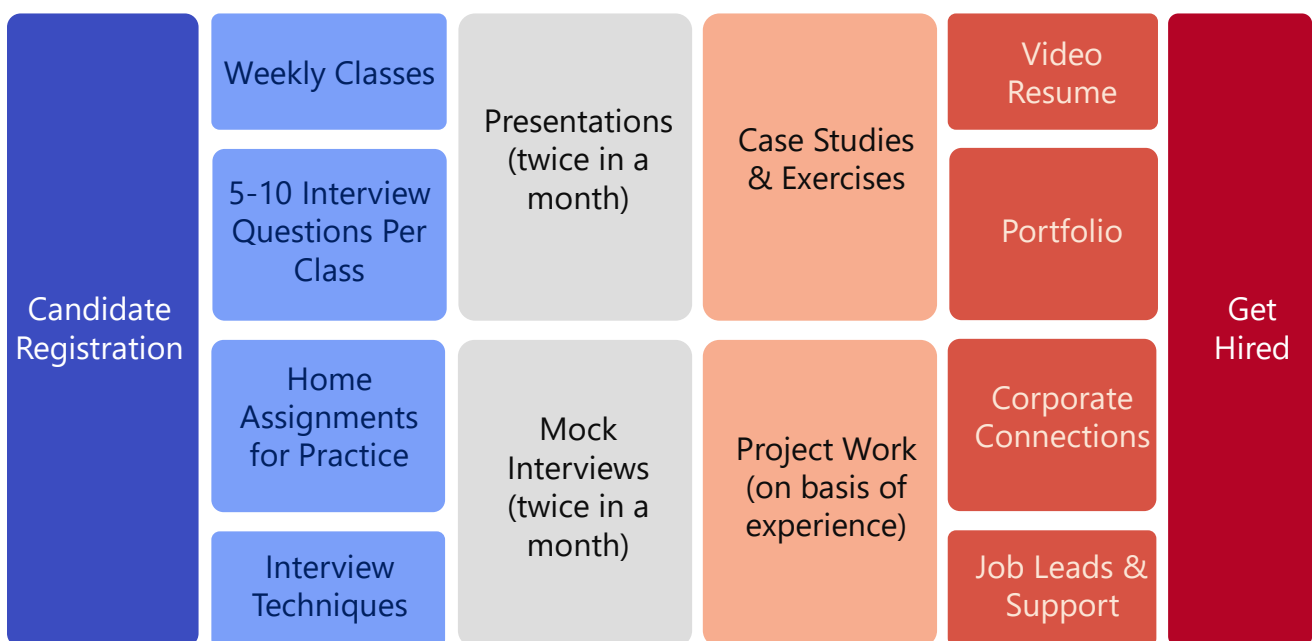 Candidate
Registration
Weekly Classes
5-10 Interview
Questions Per
Class
Home
Assignments
for Practice
Interview
Techniques
Presentations
(twice in a
month)
Mock
Interviews
(twice in a
month)
Case Studies
& Exercises
Project Work
(on basis of
experience)
Video
Resume
Portfolio
Corporate
Connections
Job Leads &
Support
Get
Hired